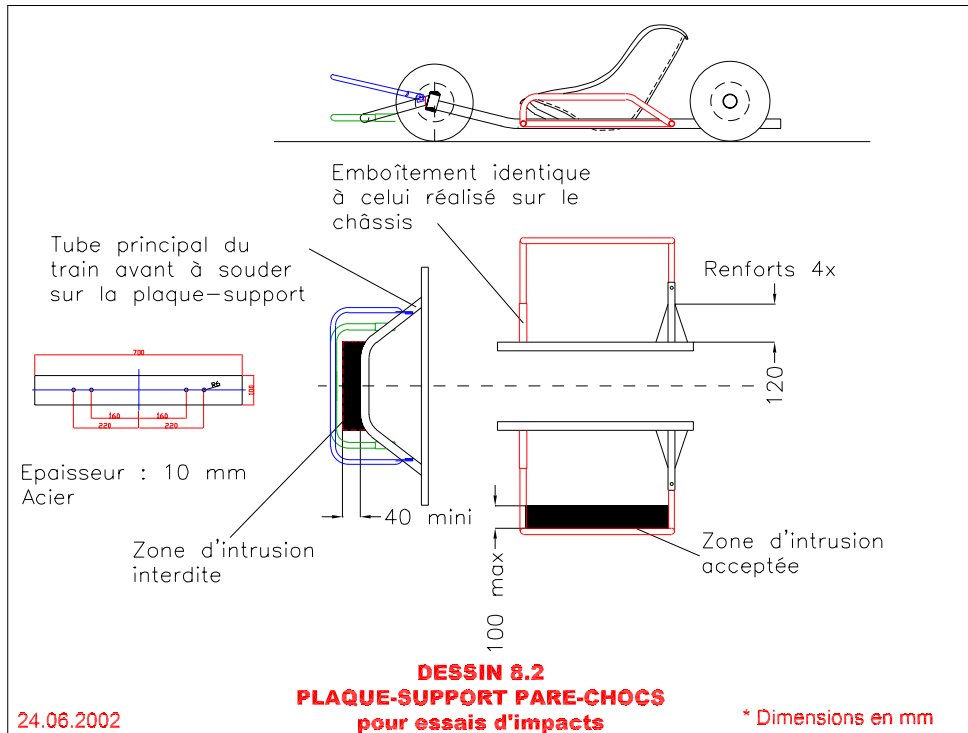 Emboîtement identique
à celui réalisé sur le
châssis
Tube principal du
train avant à souder
sur la plaque-support
Renforts 4x
700
R6
100
160 160
220 220
120
Epaisseur : 10 mm
Acier
40 mini
Zone d'intrusion
interdite
100 max
Zone d'intrusion
acceptée
DESSIN 8.2
PLAQUE-SUPPORT PARE-CHOCS
pour essais d'impacts
24.06.2002
* Dimensions en mm